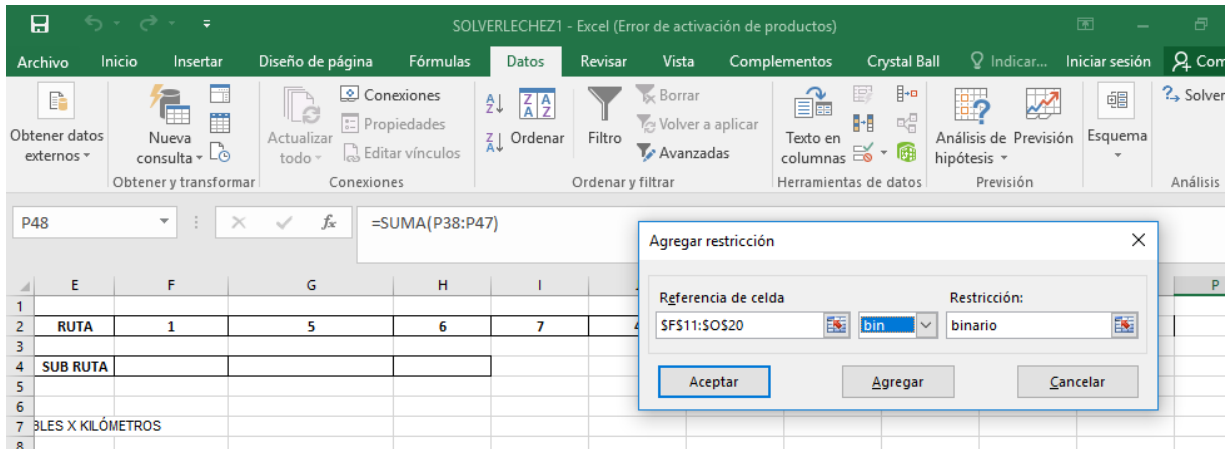 SOLVERLECHEZ1 - Excel (Error de activación de productos)
Archivo Inicio Insertar Diseño de página Fórmulas Datos Revisar Vista Complementos Crystal Ball Indicar... Iniciar sesión Com
Obtener datos externos
Nueva consulta
Obtener y transformar
Actualizar todo
Conexiones
Propiedades
Editar vínculos
Conexiones
Ordenar
Filtro
Borrar
Volver a aplicar
Avanzadas
Ordenar y filtrar
Texto en columnas
Herramientas de datos
Análisis de hipótesis
Previsión
Previsión
Esquema
Solver
Análisis
P48 fx =SUMA(P38:P47)
Agregar restricción
Referencia de celda Restricción:
$F$11:$O$20 bin binario
Aceptar Agregar Cancelar
E F G H I P
1
2 RUTA 1 5 6 7
3
4 SUB RUTA
5
6
7 BLES X KILÓMETROS
8